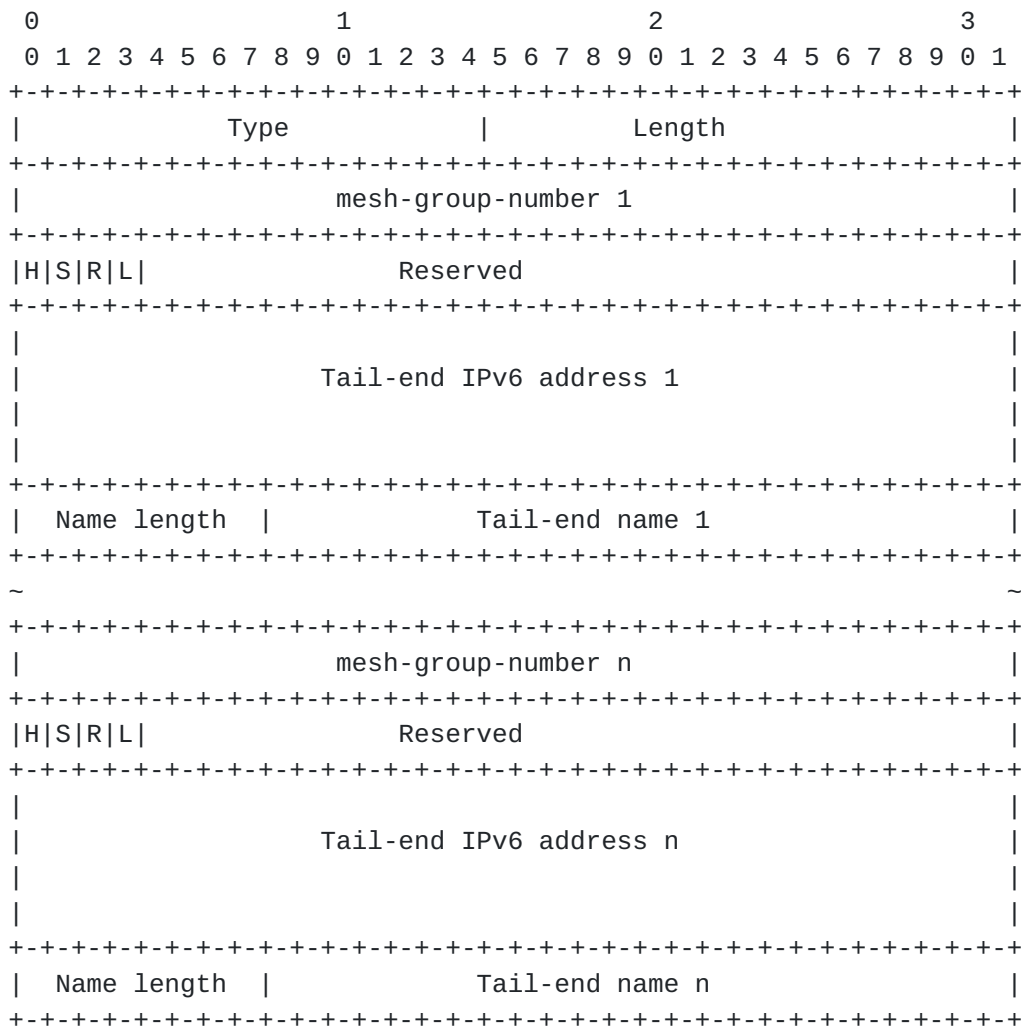 0                   1                   2                   3
 0 1 2 3 4 5 6 7 8 9 0 1 2 3 4 5 6 7 8 9 0 1 2 3 4 5 6 7 8 9 0 1
+-+-+-+-+-+-+-+-+-+-+-+-+-+-+-+-+-+-+-+-+-+-+-+-+-+-+-+-+-+-+-+-+
|             Type            |         Length                  |
+-+-+-+-+-+-+-+-+-+-+-+-+-+-+-+-+-+-+-+-+-+-+-+-+-+-+-+-+-+-+-+-+
|                    mesh-group-number 1                        |
+-+-+-+-+-+-+-+-+-+-+-+-+-+-+-+-+-+-+-+-+-+-+-+-+-+-+-+-+-+-+-+-+
|H|S|R|L|                Reserved                               |
+-+-+-+-+-+-+-+-+-+-+-+-+-+-+-+-+-+-+-+-+-+-+-+-+-+-+-+-+-+-+-+-+
|                                                               |
|                   Tail-end IPv6 address 1                     |
|                                                               |
|                                                               |
+-+-+-+-+-+-+-+-+-+-+-+-+-+-+-+-+-+-+-+-+-+-+-+-+-+-+-+-+-+-+-+-+
|  Name length  |             Tail-end name 1                   |
+-+-+-+-+-+-+-+-+-+-+-+-+-+-+-+-+-+-+-+-+-+-+-+-+-+-+-+-+-+-+-+-+
~                                                               ~
+-+-+-+-+-+-+-+-+-+-+-+-+-+-+-+-+-+-+-+-+-+-+-+-+-+-+-+-+-+-+-+-+
|                    mesh-group-number n                        |
+-+-+-+-+-+-+-+-+-+-+-+-+-+-+-+-+-+-+-+-+-+-+-+-+-+-+-+-+-+-+-+-+
|H|S|R|L|                Reserved                               |
+-+-+-+-+-+-+-+-+-+-+-+-+-+-+-+-+-+-+-+-+-+-+-+-+-+-+-+-+-+-+-+-+
|                                                               |
|                   Tail-end IPv6 address n                     |
|                                                               |
|                                                               |
+-+-+-+-+-+-+-+-+-+-+-+-+-+-+-+-+-+-+-+-+-+-+-+-+-+-+-+-+-+-+-+-+
|  Name length  |             Tail-end name n                   |
+-+-+-+-+-+-+-+-+-+-+-+-+-+-+-+-+-+-+-+-+-+-+-+-+-+-+-+-+-+-+-+-+